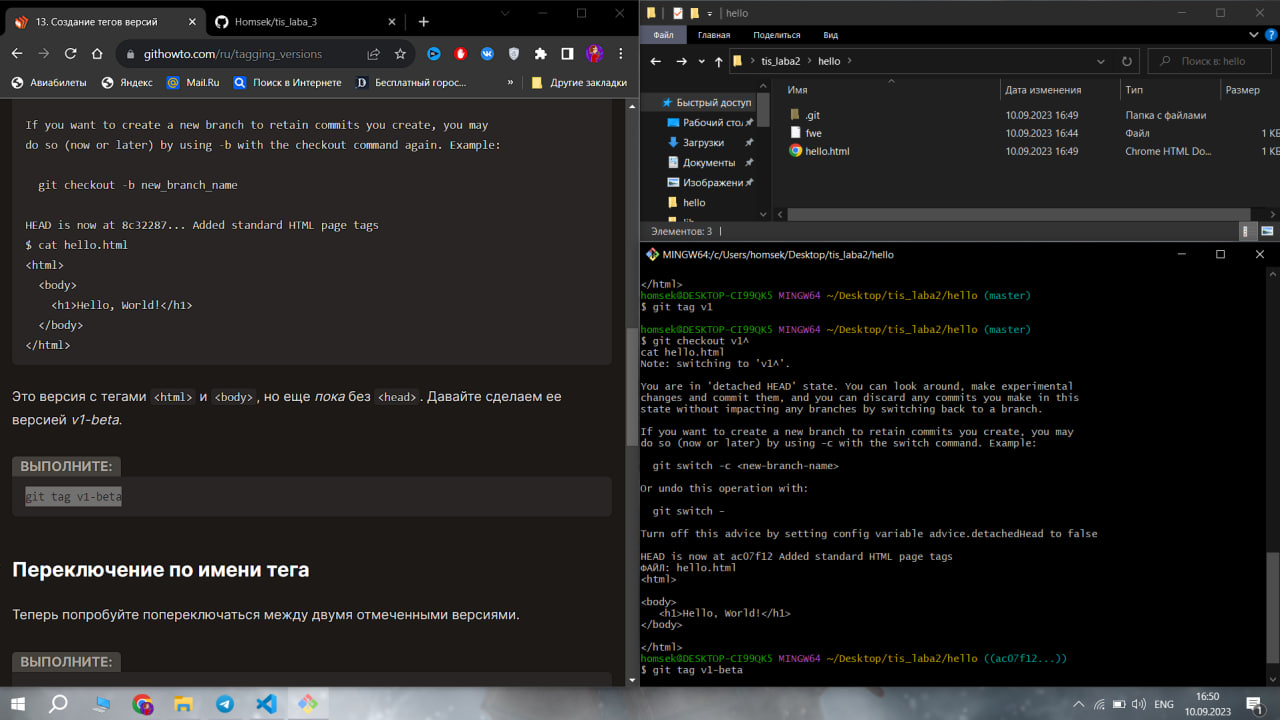 13. Создание тегов версий
Homsek/tis_laba_3
githowto.com/ru/tagging_versions
Авиабилеты
Яндекс
Mail.Ru
Поиск в Интернете
Бесплатный горос...
»
Другие закладки
If you want to create a new branch to retain commits you create, you may
do so (now or later) by using -b with the checkout command again. Example:
git checkout -b new_branch_name
HEAD is now at 8c32287... Added standard HTML page tags
$ cat hello.html
<html>
<body>
<h1>Hello, World!</h1>
</body>
</html>
Это версия с тегами <html> и <body>, но еще пока без <head>. Давайте сделаем ее
версией v1-beta.
ВЫПОЛНИТЕ:
git tag v1-beta
Переключение по имени тега
Теперь попробуйте попереключаться между двумя отмеченными версиями.
ВЫПОЛНИТЕ:
hello
Файл
Главная
Поделиться
Вид
tis_laba2 > hello >
Поиск в: hello
Имя
Дата изменения
Тип
Размер
Быстрый доступ
Рабочий сто.
Загрузки
Документы
Изображени
hello
.git 10.09.2023 16:49 Папка с файлами
fwe 10.09.2023 16:44 Файл 1 КБ
hello.html 10.09.2023 16:49 Chrome HTML Do... 1 КБ
Элементов: 3
MINGW64:/c/Users/homsek/Desktop/tis_laba2/hello
</html>
homsek@DESKTOP-CI99QK5 MINGW64 ~/Desktop/tis_laba2/hello (master)
$ git tag v1
homsek@DESKTOP-CI99QK5 MINGW64 ~/Desktop/tis_laba2/hello (master)
$ git checkout v1^
cat hello.html
Note: switching to 'v1^'.
You are in 'detached HEAD' state. You can look around, make experimental
changes and commit them, and you can discard any commits you make in this
state without impacting any branches by switching back to a branch.
If you want to create a new branch to retain commits you create, you may
do so (now or later) by using -c with the switch command. Example:
git switch -c <new-branch-name>
Or undo this operation with:
git switch -
Turn off this advice by setting config variable advice.detachedHead to false
HEAD is now at ac07f12 Added standard HTML page tags
ФАЙЛ: hello.html
<html>
<body>
<h1>Hello, World!</h1>
</body>
</html>
homsek@DESKTOP-CI99QK5 MINGW64 ~/Desktop/tis_laba2/hello ((ac07f12...))
$ git tag v1-beta
ENG
16:50
10.09.2023
1